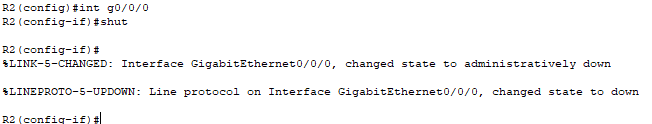 R2(config)#int g0/0/0
R2(config-if)#shut
R2(config-if)#
%LINK-5-CHANGED: Interface GigabitEthernet0/0/0, changed state to administratively down
%LINEPROTO-5-UPDOWN: Line protocol on Interface GigabitEthernet0/0/0, changed state to down
R2(config-if)#